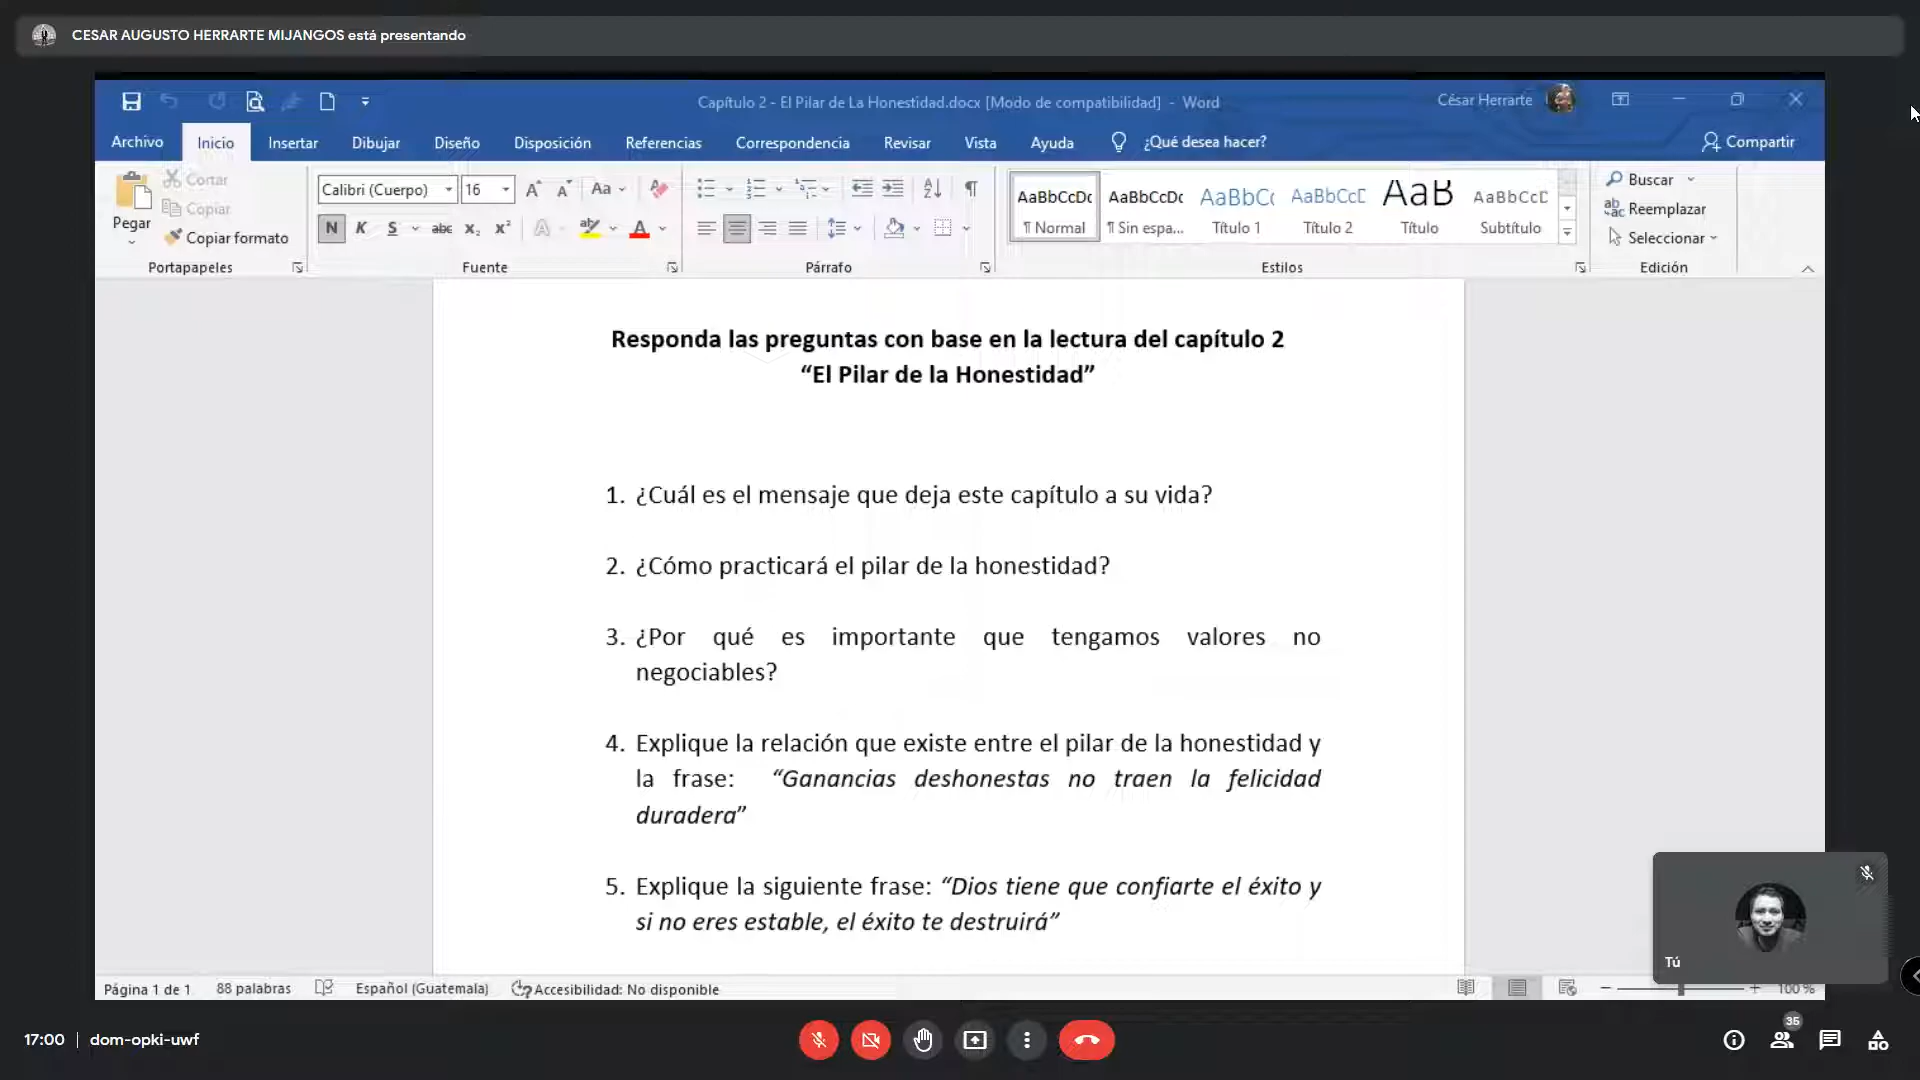 CESAR AUGUSTO HERRARTE MIJANGOS está presentando
Capítulo 2 - El Pilar de La Honestidad.docx [Modo de compatibilidad] - Word
César Herrarte
Archivo Inicio Insertar Dibujar Diseño Disposición Referencias Correspondencia Revisar Vista Ayuda ¿Qué desea hacer? Compartir
Pegar
Cortar
Copiar
Copiar formato
Portapapeles
Calibri (Cuerpo) 16 A A Aa
N K S abc x₂ x² A A
Fuente
Párrafo
AaBbCcDc AaBbCcDc AaBbCc AaBbCcD AaB AaBbCcD
¶ Normal ¶ Sin espa... Título 1 Título 2 Título Subtítulo
Estilos
Buscar
Reemplazar
Seleccionar
Edición
Responda las preguntas con base en la lectura del capítulo 2
“El Pilar de la Honestidad”
1. ¿Cuál es el mensaje que deja este capítulo a su vida?
2. ¿Cómo practicará el pilar de la honestidad?
3. ¿Por qué es importante que tengamos valores no
negociables?
4. Explique la relación que existe entre el pilar de la honestidad y
la frase: “Ganancias deshonestas no traen la felicidad
duradera”
5. Explique la siguiente frase: “Dios tiene que confiarte el éxito y
si no eres estable, el éxito te destruirá”
Tú
Página 1 de 1 88 palabras Español (Guatemala) Accesibilidad: No disponible 100 %
17:00 | dom-opki-uwf
35